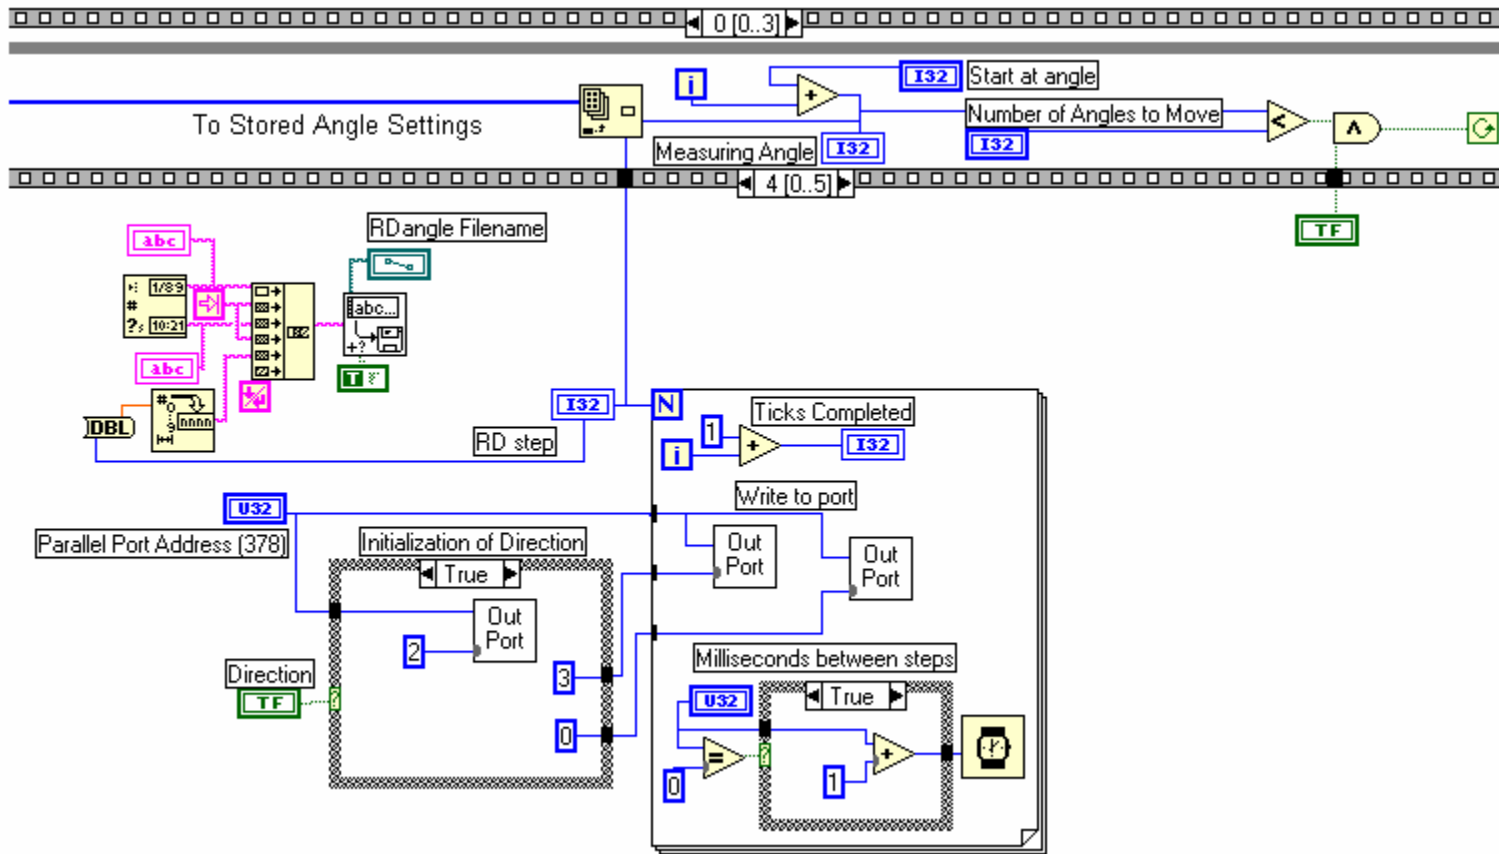 0 [0..3]
I32
Start at angle
i
+
To Stored Angle Settings
Number of Angles to Move
I32
<
Λ
Measuring Angle
I32
4 [0..5]
TF
RDangle Filename
abc
1/89
#
?
10:21
abc...
+?
abc
T
#
nnnn
DBL
I32
RD step
N
Ticks Completed
1
+
I32
i
U32
Parallel Port Address (378)
Write to port
Out
Port
Out
Port
Initialization of Direction
True
Out
Port
2
Direction
TF
?
3
0
Milliseconds between steps
U32
True
=
?
+
0
1